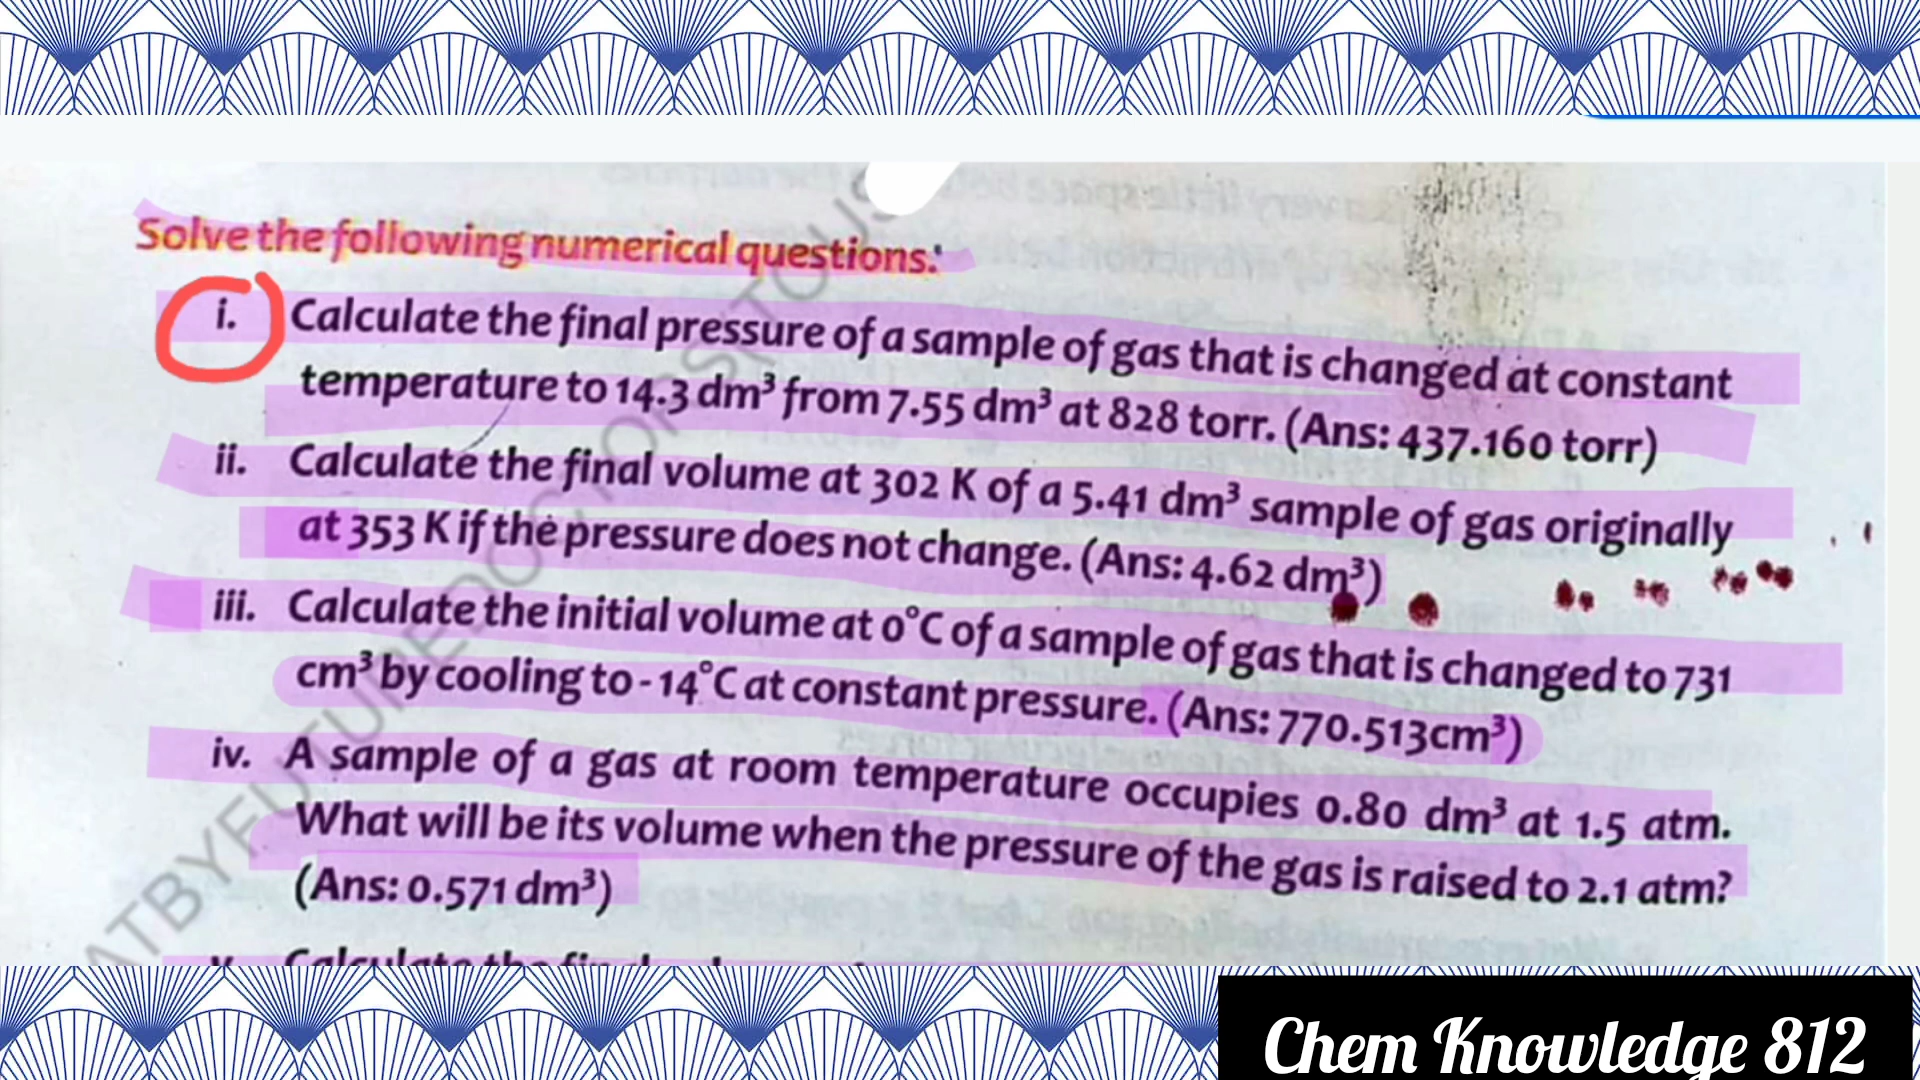 Solve the following numerical questions:
i. Calculate the final pressure of a sample of gas that is changed at constant
temperature to 14.3 dm³ from 7.55 dm³ at 828 torr. (Ans: 437.160 torr)
ii. Calculate the final volume at 302 K of a 5.41 dm³ sample of gas originally
at 353 K if the pressure does not change. (Ans: 4.62 dm³)
iii. Calculate the initial volume at 0°C of a sample of gas that is changed to 731
cm³ by cooling to -14°C at constant pressure. (Ans: 770.513cm³)
iv. A sample of a gas at room temperature occupies 0.80 dm³ at 1.5 atm.
What will be its volume when the pressure of the gas is raised to 2.1 atm?
(Ans: 0.571 dm³)
v. Calculate the final
ATBYFUTUREDOCTORSTOUS
Chem Knowledge 812